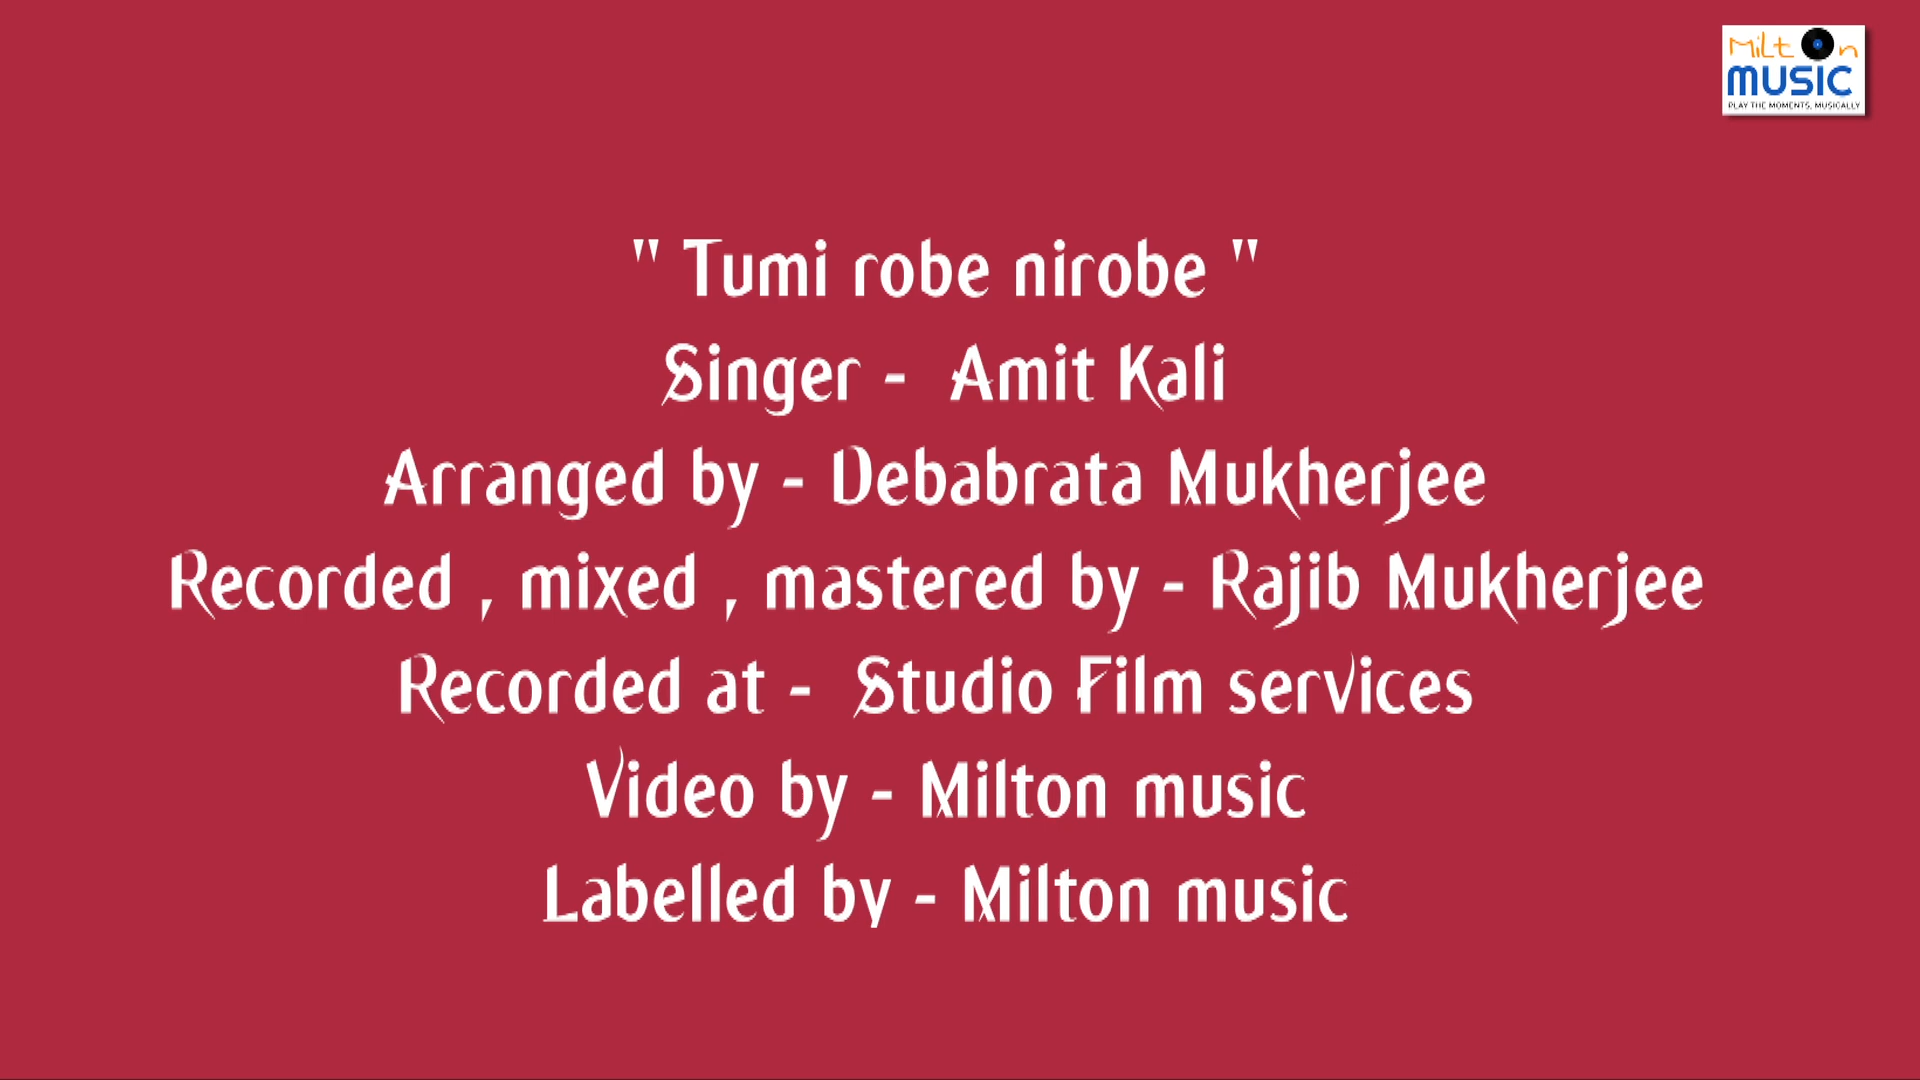 Milton
MUSIC
PLAY THE MOMENTS, MUSICALLY
" Tumi robe nirobe "
Singer -  Amit Kali
Arranged by - Debabrata Mukherjee
Recorded , mixed , mastered by - Rajib Mukherjee
Recorded at -  Studio Film services
Video by - Milton music
Labelled by - Milton music